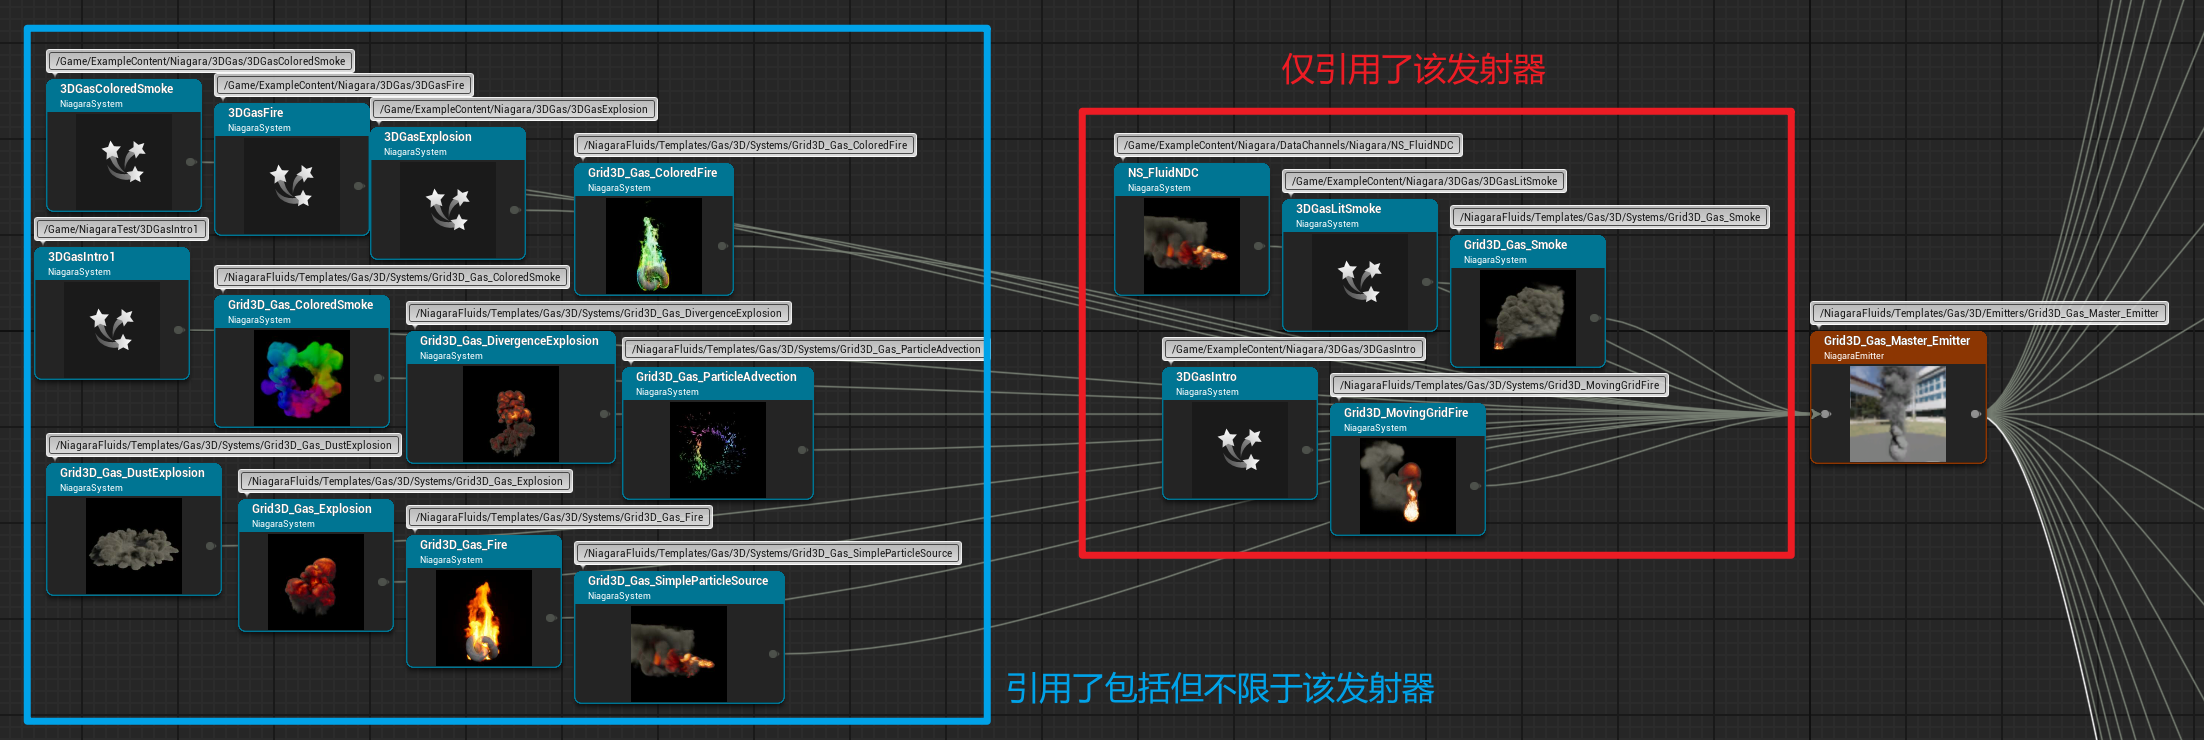 /Game/ExampleContent/Niagara/3DGas/3DGasColoredSmoke
3DGasColoredSmoke
NiagaraSystem
/Game/ExampleContent/Niagara/3DGas/3DGasFire
3DGasFire
NiagaraSystem
/Game/ExampleContent/Niagara/3DGas/3DGasExplosion
3DGasExplosion
NiagaraSystem
/NiagaraFluids/Templates/Gas/3D/Systems/Grid3D_Gas_ColoredFire
Grid3D_Gas_ColoredFire
NiagaraSystem
/Game/NiagaraTest/3DGasIntro1
3DGasIntro1
NiagaraSystem
/NiagaraFluids/Templates/Gas/3D/Systems/Grid3D_Gas_ColoredSmoke
Grid3D_Gas_ColoredSmoke
NiagaraSystem
/NiagaraFluids/Templates/Gas/3D/Systems/Grid3D_Gas_DivergenceExplosion
Grid3D_Gas_DivergenceExplosion
NiagaraSystem
/NiagaraFluids/Templates/Gas/3D/Systems/Grid3D_Gas_ParticleAdvection
Grid3D_Gas_ParticleAdvection
NiagaraSystem
/NiagaraFluids/Templates/Gas/3D/Systems/Grid3D_Gas_DustExplosion
Grid3D_Gas_DustExplosion
NiagaraSystem
/NiagaraFluids/Templates/Gas/3D/Systems/Grid3D_Gas_Explosion
Grid3D_Gas_Explosion
NiagaraSystem
/NiagaraFluids/Templates/Gas/3D/Systems/Grid3D_Gas_Fire
Grid3D_Gas_Fire
NiagaraSystem
/NiagaraFluids/Templates/Gas/3D/Systems/Grid3D_Gas_SimpleParticleSource
Grid3D_Gas_SimpleParticleSource
NiagaraSystem
引用了包括但不限于该发射器
仅引用了该发射器
/Game/ExampleContent/Niagara/DataChannels/Niagara/NS_FluidNDC
NS_FluidNDC
NiagaraSystem
/Game/ExampleContent/Niagara/3DGas/3DGasLitSmoke
3DGasLitSmoke
NiagaraSystem
/NiagaraFluids/Templates/Gas/3D/Systems/Grid3D_Gas_Smoke
Grid3D_Gas_Smoke
NiagaraSystem
/Game/ExampleContent/Niagara/3DGas/3DGasIntro
3DGasIntro
NiagaraSystem
/NiagaraFluids/Templates/Gas/3D/Systems/Grid3D_MovingGridFire
Grid3D_MovingGridFire
NiagaraSystem
/NiagaraFluids/Templates/Gas/3D/Emitters/Grid3D_Gas_Master_Emitter
Grid3D_Gas_Master_Emitter
NiagaraEmitter